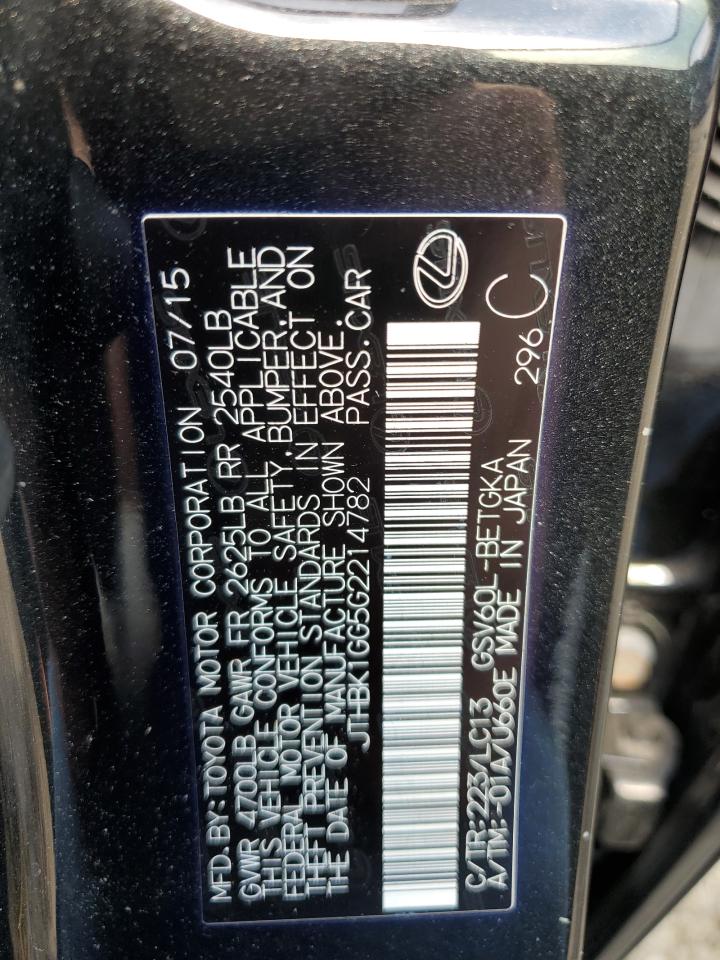 MFD. BY: TOYOTA MOTOR CORPORATION 07/15
GVWR 4700LB GAWR FR 2625LB RR 2540LB
THIS VEHICLE CONFORMS TO ALL APPLICABLE
FEDERAL MOTOR VEHICLE SAFETY, BUMPER, AND
THEFT PREVENTION STANDARDS IN EFFECT ON
THE DATE OF MANUFACTURE SHOWN ABOVE.
JTHBK1GG5G2214782 PASS. CAR
C/TR: 223/LC13 GSV60L-BETGKA
A/TM: -01A/U660E MADE IN JAPAN 296
C